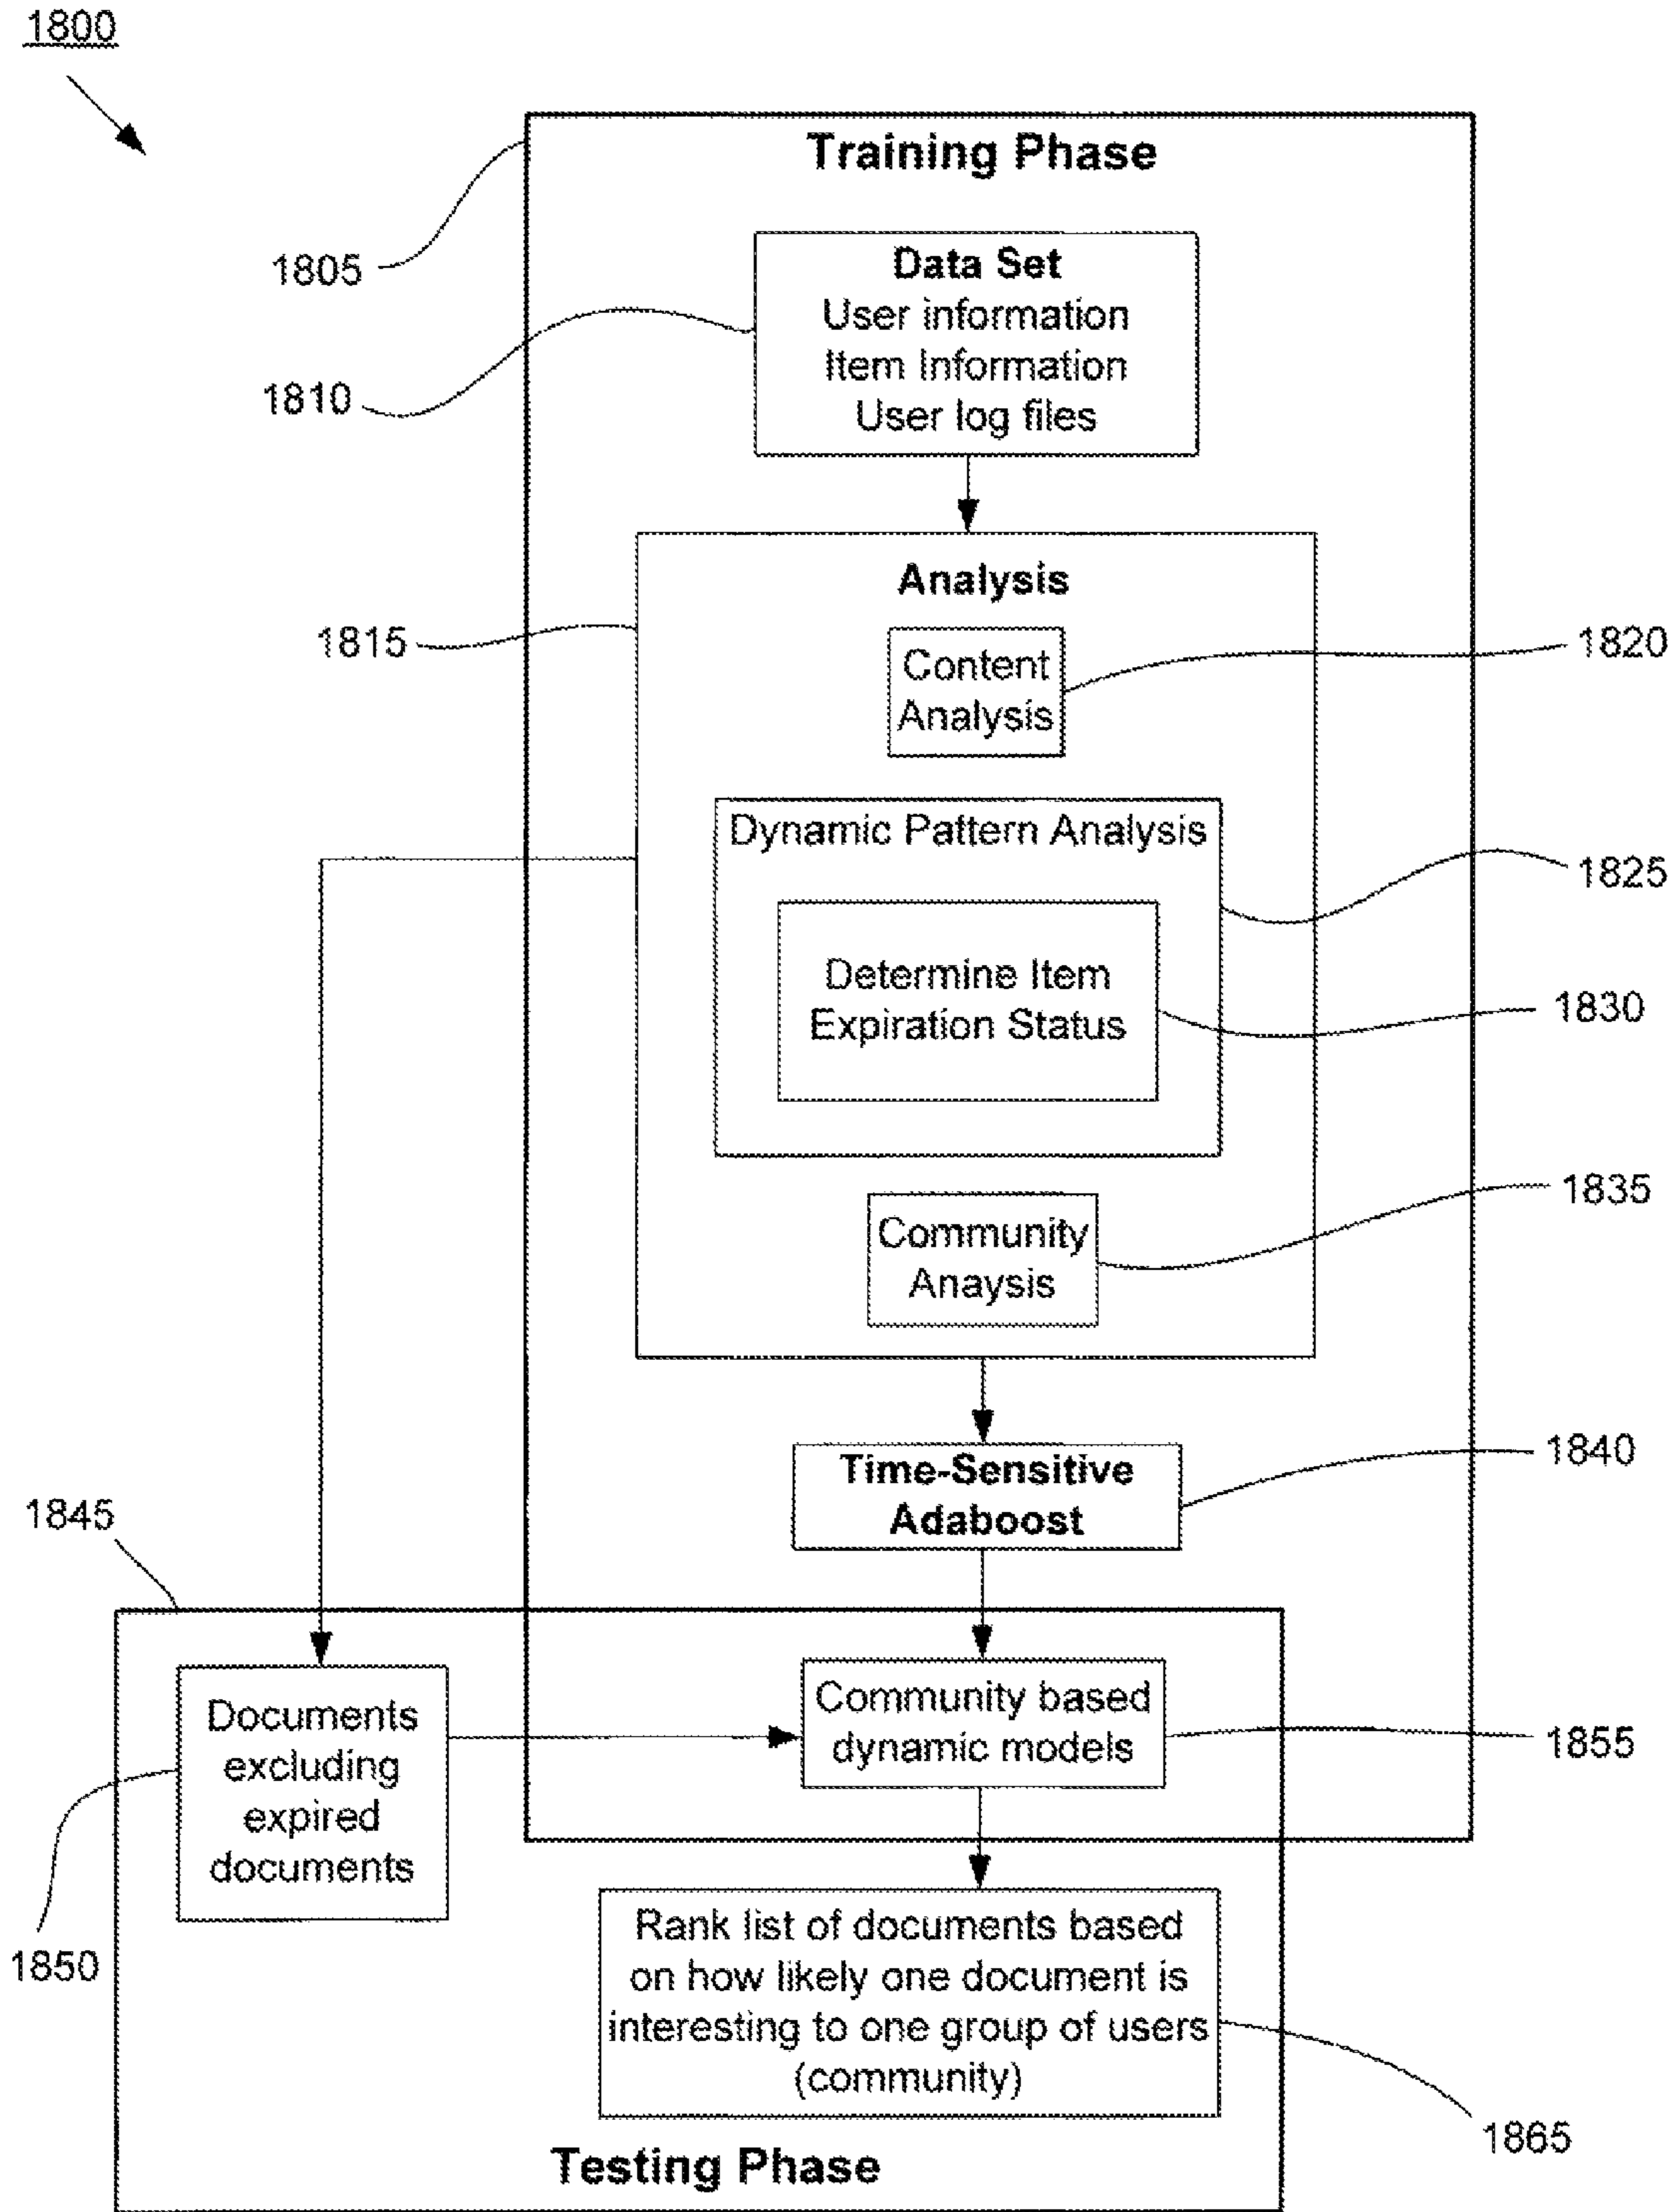 1800
Training Phase
1805
Data Set
User information
Item Information
User log files
1810
Analysis
1815
Content
Analysis
1820
Dynamic Pattern Analysis
1825
Determine Item
Expiration Status
1830
Community
Anaysis
1835
Time-Sensitive
Adaboost
1840
1845
Documents
excluding
expired
documents
1850
Community based
dynamic models
1855
Rank list of documents based
on how likely one document is
interesting to one group of users
(community)
1865
Testing Phase